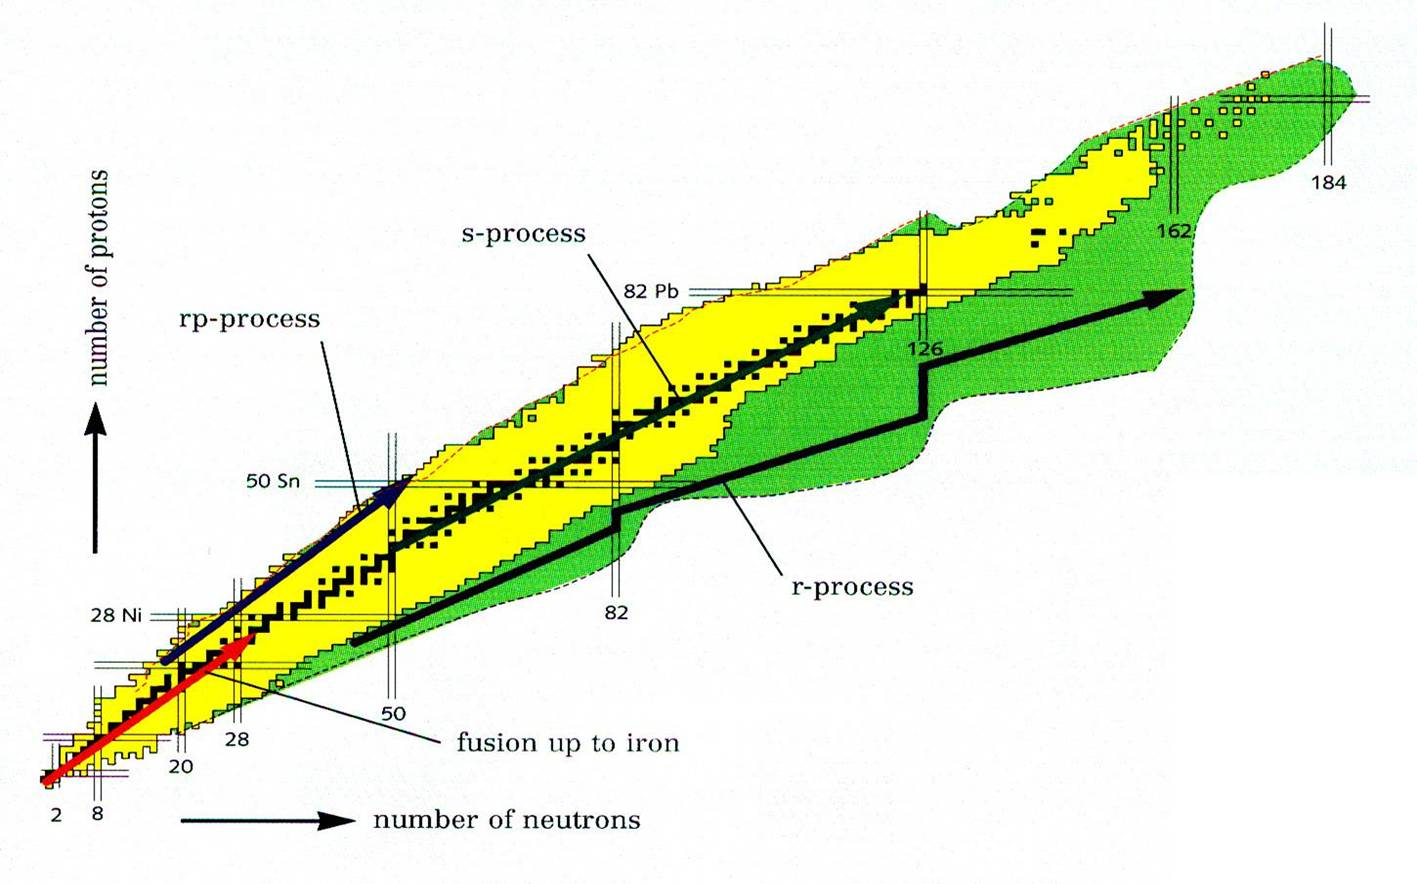 184
162
number of protons
s-process
82 Pb
rp-process
126
50 Sn
r-process
82
28 Ni
50
28
fusion up to iron
20
2
8
number of neutrons